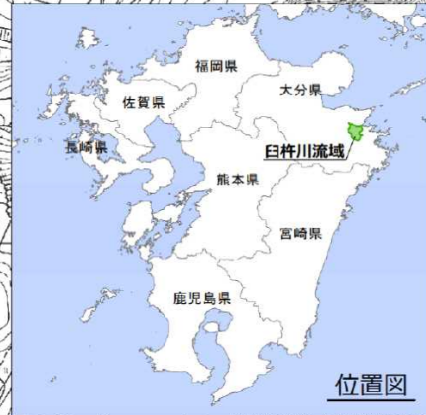 福岡県
大分県
佐賀県
臼杵川流域
長崎県
熊本県
宮崎県
鹿児島県
位置図